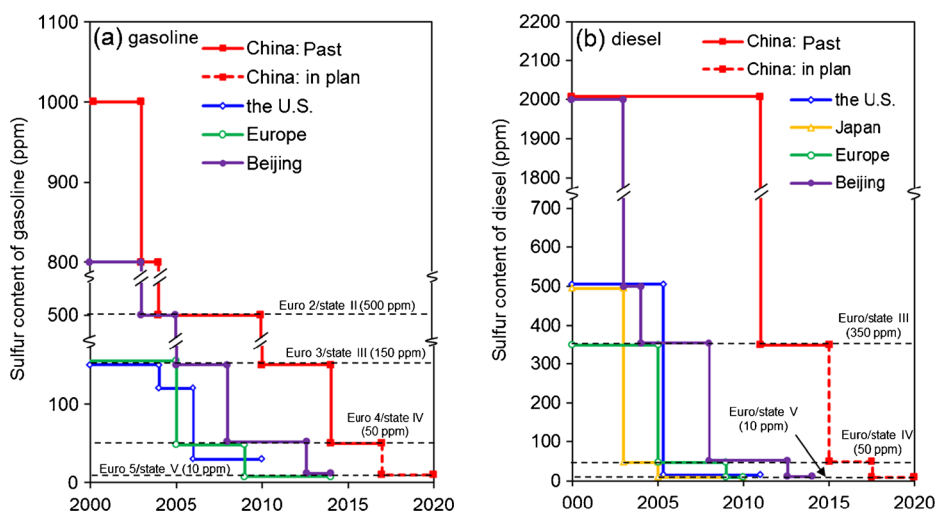 (a) gasoline
China: Past
China: in plan
the U.S.
Europe
Beijing
Sulfur content of gasoline (ppm)
1100
1000
900
800
500
100
0
Euro 2/state II (500 ppm)
Euro 3/state III (150 ppm)
Euro 4/state IV
(50 ppm)
Euro 5/state V (10 ppm)
2000
2005
2010
2015
2020
(b) diesel
China: Past
China: in plan
the U.S.
Japan
Europe
Beijing
Sulfur content of diesel (ppm)
2200
2100
2000
1900
1800
700
600
500
400
300
200
100
0
Euro/state III
(350 ppm)
Euro/state V
(10 ppm)
Euro/state IV
(50 ppm)
000
2005
2010
2015
2020